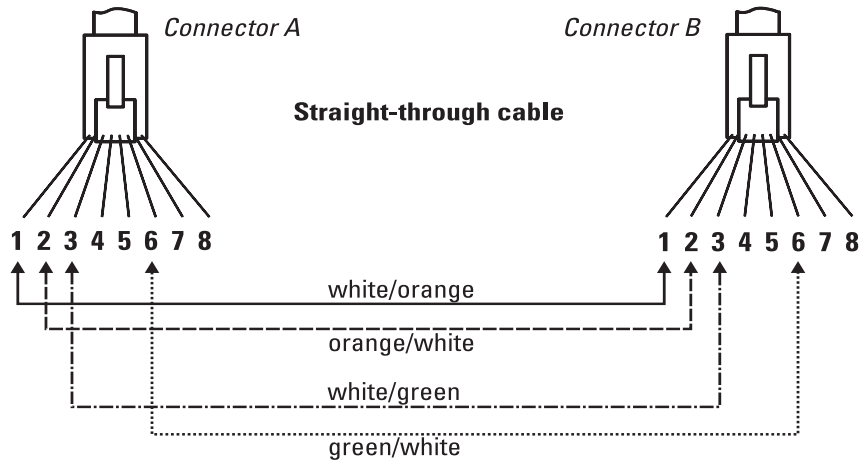 Connector A
Connector B
Straight-through cable
1 2 3 4 5 6 7 8
1 2 3 4 5 6 7 8
white/orange
orange/white
white/green
green/white